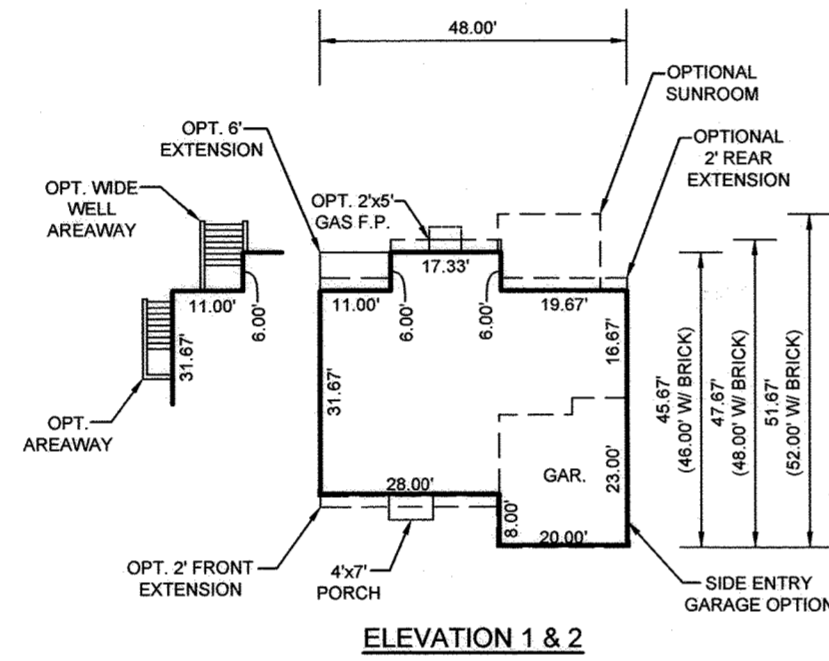 48.00'
OPTIONAL
SUNROOM
OPT. 6'
EXTENSION
OPTIONAL
2' REAR
EXTENSION
OPT. WIDE
WELL
AREAWAY
OPT. 2'x5'
GAS F.P.
17.33'
11.00'
6.00'
31.67'
11.00'
6.00'
6.00'
19.67'
16.67'
31.67'
45.67'
(46.00' W/ BRICK)
47.67'
(48.00' W/ BRICK)
51.67'
(52.00' W/ BRICK)
OPT.
AREAWAY
GAR.
23.00'
28.00'
8.00'
20.00'
OPT. 2' FRONT
EXTENSION
4'x7'
PORCH
SIDE ENTRY
GARAGE OPTION
ELEVATION 1 & 2